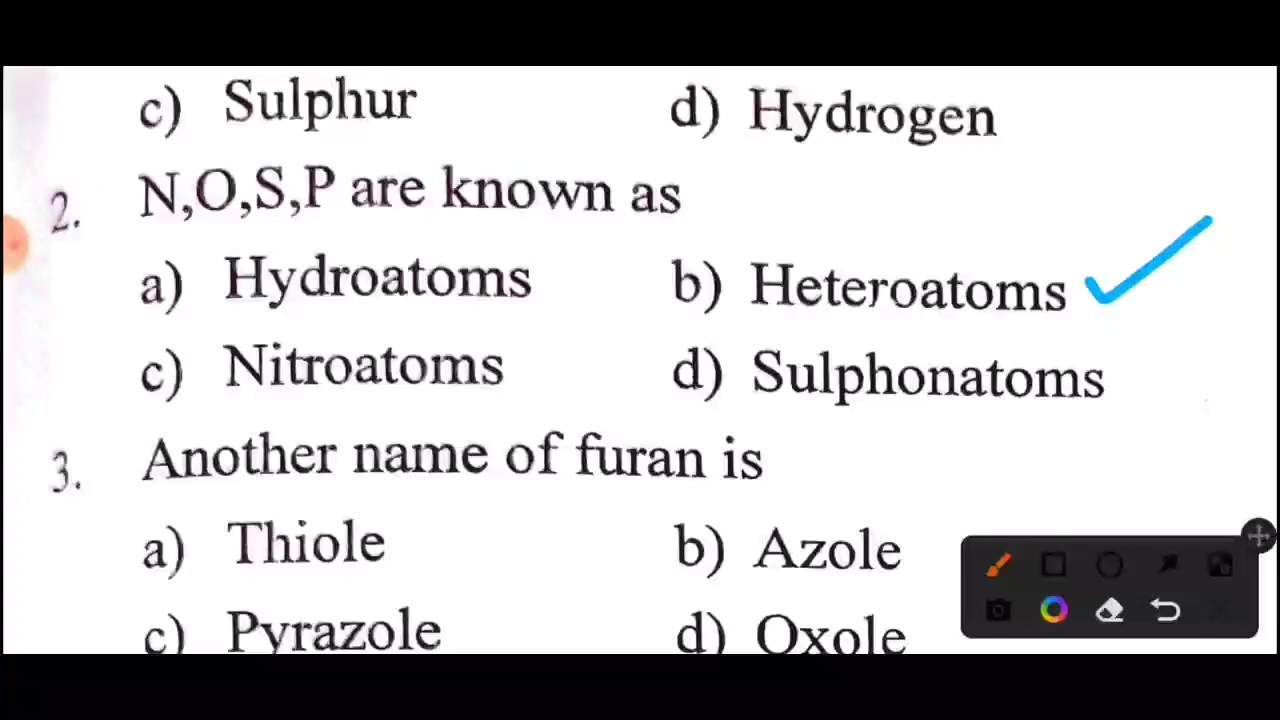 c) Sulphur d) Hydrogen
2. N,O,S,P are known as
a) Hydroatoms b) Heteroatoms
c) Nitroatoms d) Sulphonatoms
3. Another name of furan is
a) Thiole b) Azole
c) Pyrazole d) Oxole